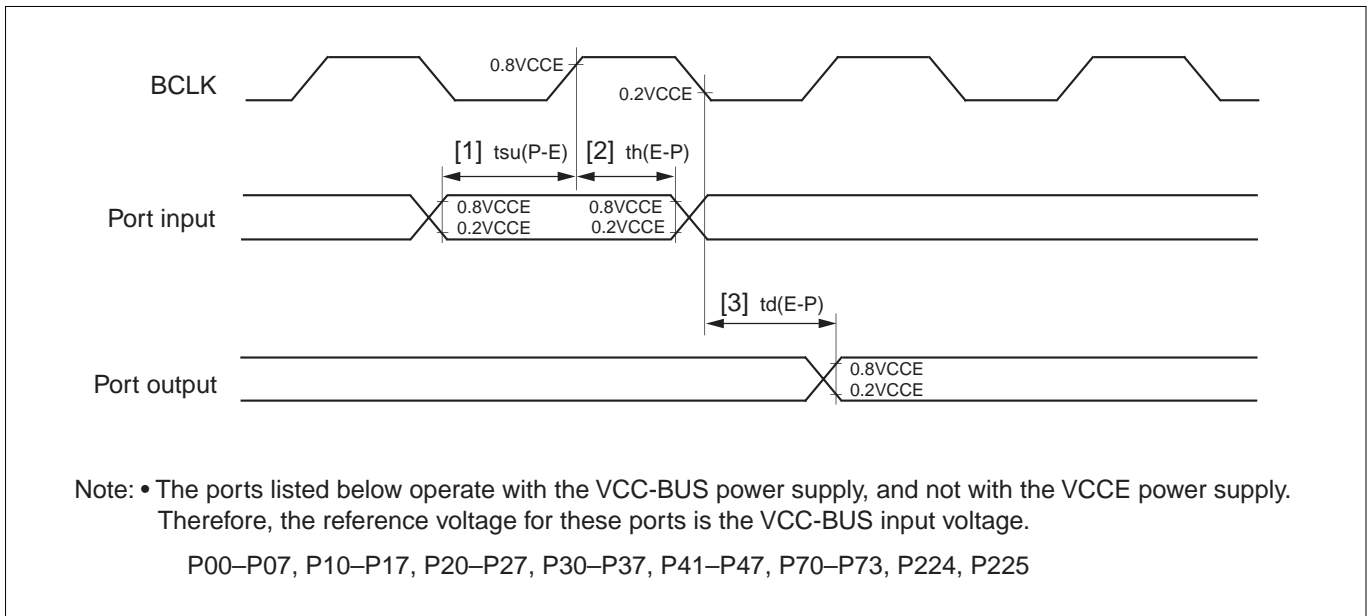 0.8VCCE
BCLK
0.2VCCE
[1] tsu(P-E) [2] th(E-P)
Port input
0.8VCCE 0.8VCCE
0.2VCCE 0.2VCCE
[3] td(E-P)
Port output
0.8VCCE
0.2VCCE
Note: • The ports listed below operate with the VCC-BUS power supply, and not with the VCCE power supply.
Therefore, the reference voltage for these ports is the VCC-BUS input voltage.
P00–P07, P10–P17, P20–P27, P30–P37, P41–P47, P70–P73, P224, P225